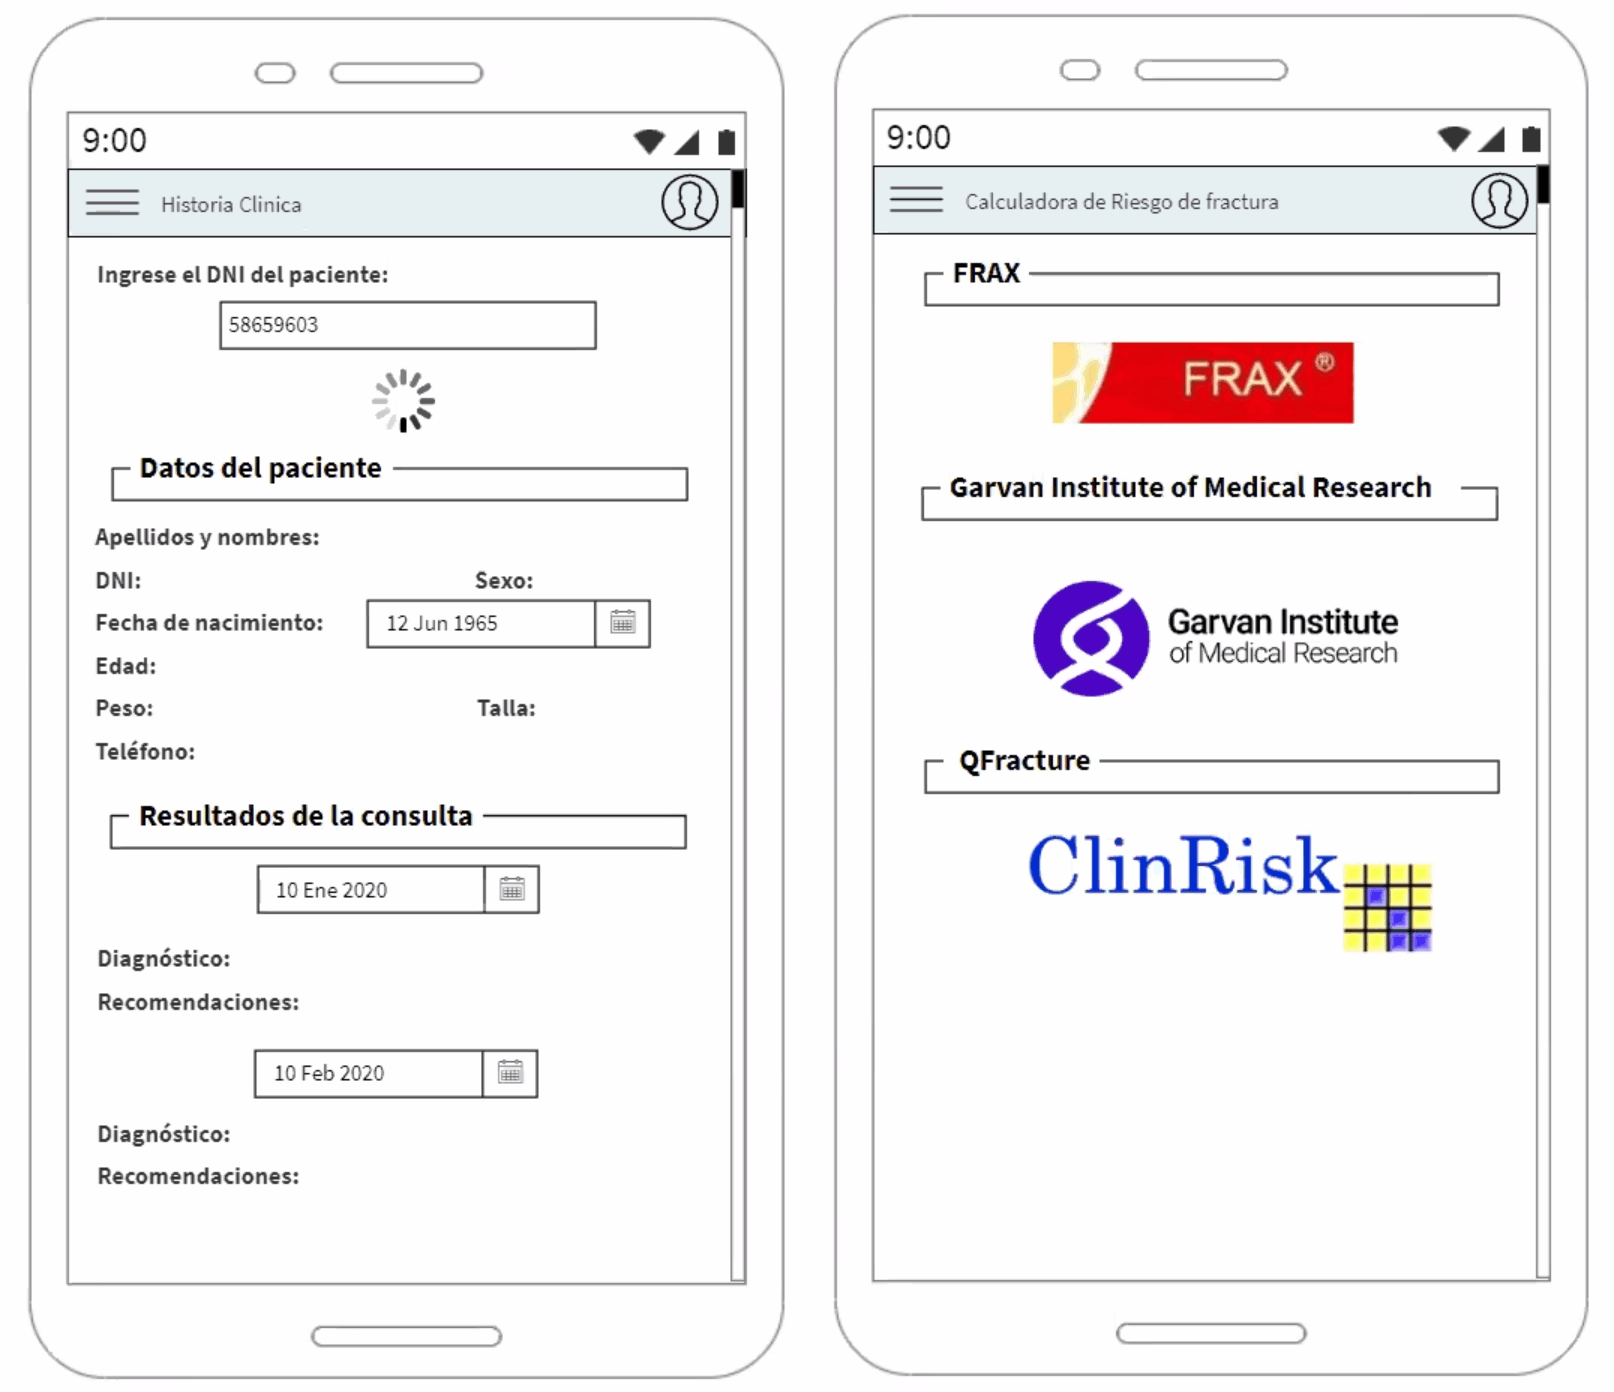 9:00
Historia Clinica
Ingrese el DNI del paciente:
58659603
Datos del paciente
Apellidos y nombres:
DNI:
Sexo:
Fecha de nacimiento:
12 Jun 1965
Edad:
Peso:
Talla:
Teléfono:
Resultados de la consulta
10 Ene 2020
Diagnóstico:
Recomendaciones:
10 Feb 2020
Diagnóstico:
Recomendaciones:
9:00
Calculadora de Riesgo de fractura
FRAX
FRAX ®
Garvan Institute of Medical Research
Garvan Institute
of Medical Research
QFracture
ClinRisk